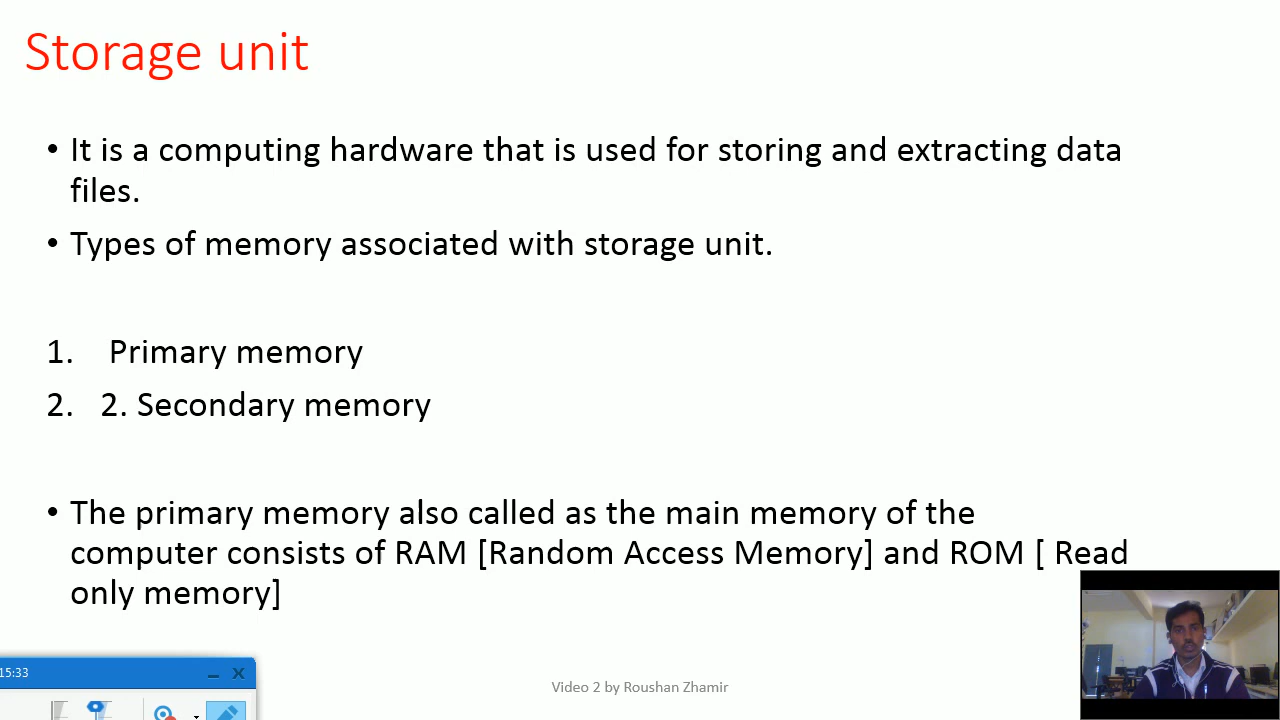 Storage unit
• It is a computing hardware that is used for storing and extracting data
files.
• Types of memory associated with storage unit.
1. Primary memory
2. 2. Secondary memory
• The primary memory also called as the main memory of the
computer consists of RAM [Random Access Memory] and ROM [ Read
only memory]
15:33
Video 2 by Roushan Zhamir